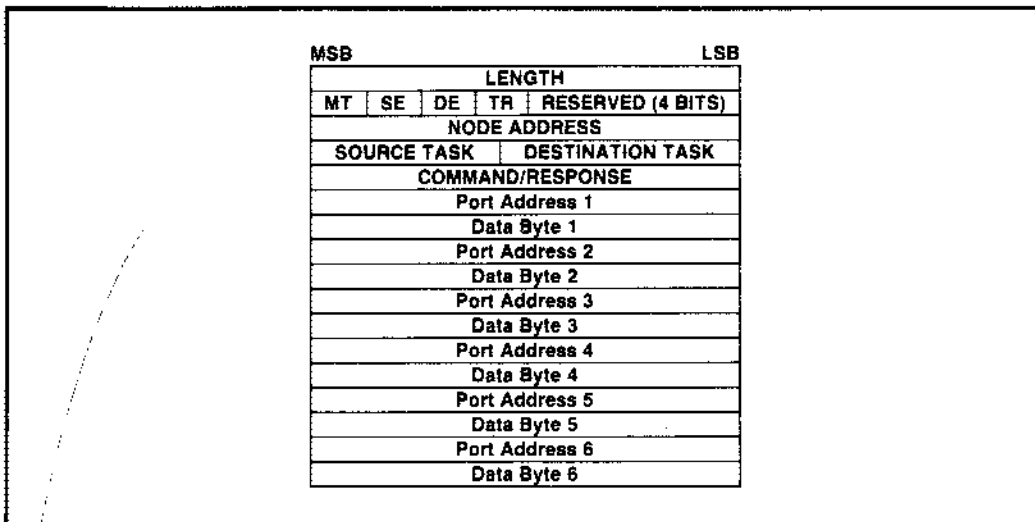 MSB LSB
LENGTH
MT SE DE TR RESERVED (4 BITS)
NODE ADDRESS
SOURCE TASK DESTINATION TASK
COMMAND/RESPONSE
Port Address 1
Data Byte 1
Port Address 2
Data Byte 2
Port Address 3
Data Byte 3
Port Address 4
Data Byte 4
Port Address 5
Data Byte 5
Port Address 6
Data Byte 6